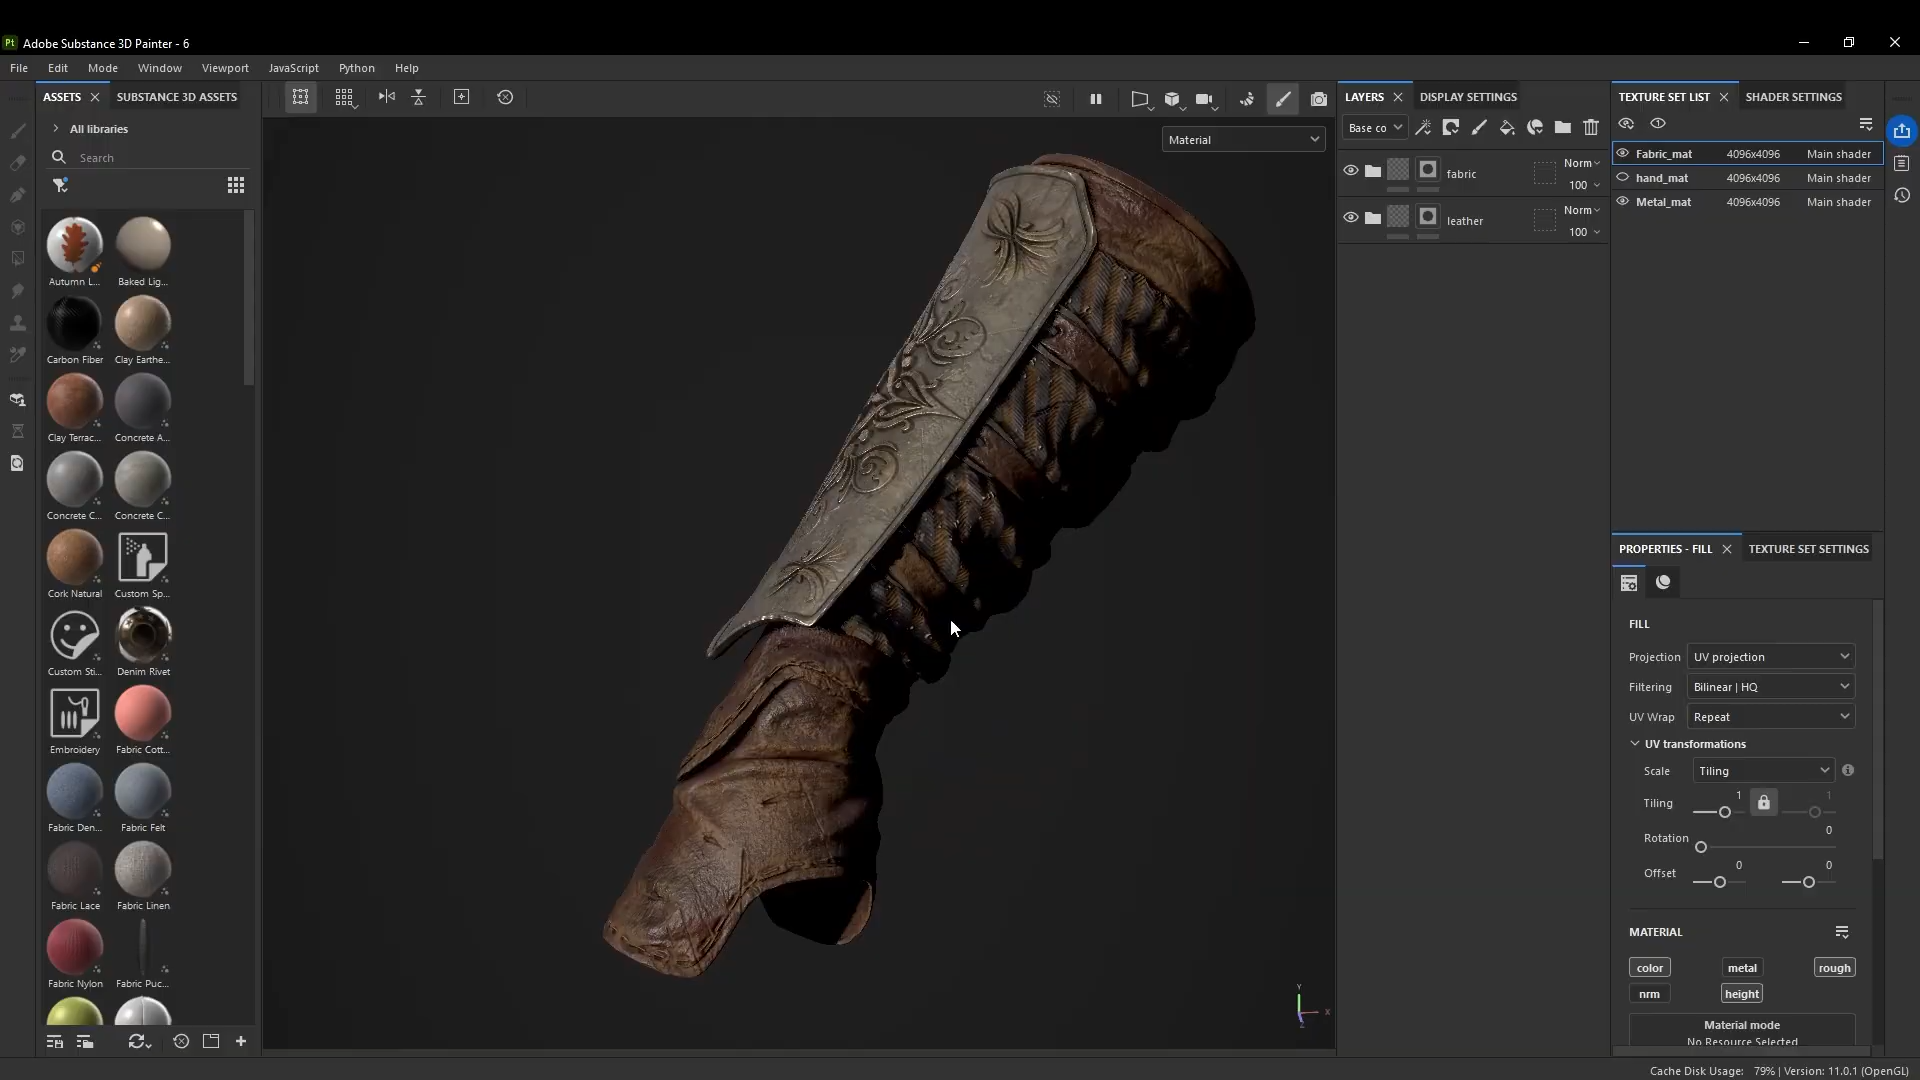 Pt Adobe Substance 3D Painter - 6
File Edit Mode Window Viewport JavaScript Python Help
ASSETS SUBSTANCE 3D ASSETS
All libraries
Search
Autumn L... Baked Lig...
Carbon Fiber Clay Earthe...
Clay Terrac... Concrete A...
Concrete C... Concrete C...
Cork Natural Custom Sp...
Custom Sti... Denim Rivet
Embroidery Fabric Cott...
Fabric Den... Fabric Felt
Fabric Lace Fabric Linen
Fabric Nylon Fabric Puc...
Material
Y
X
Z
LAYERS DISPLAY SETTINGS
Base co
fabric Norm
100
leather Norm
100
TEXTURE SET LIST SHADER SETTINGS
Fabric_mat 4096x4096 Main shader
hand_mat 4096x4096 Main shader
Metal_mat 4096x4096 Main shader
PROPERTIES - FILL TEXTURE SET SETTINGS
FILL
Projection UV projection
Filtering Bilinear | HQ
UV Wrap Repeat
UV transformations
Scale Tiling
Tiling 1 1
Rotation 0
Offset 0 0
MATERIAL
color metal rough
nrm height
Material mode
No Resource Selected
Cache Disk Usage: 79% | Version: 11.0.1 (OpenGL)